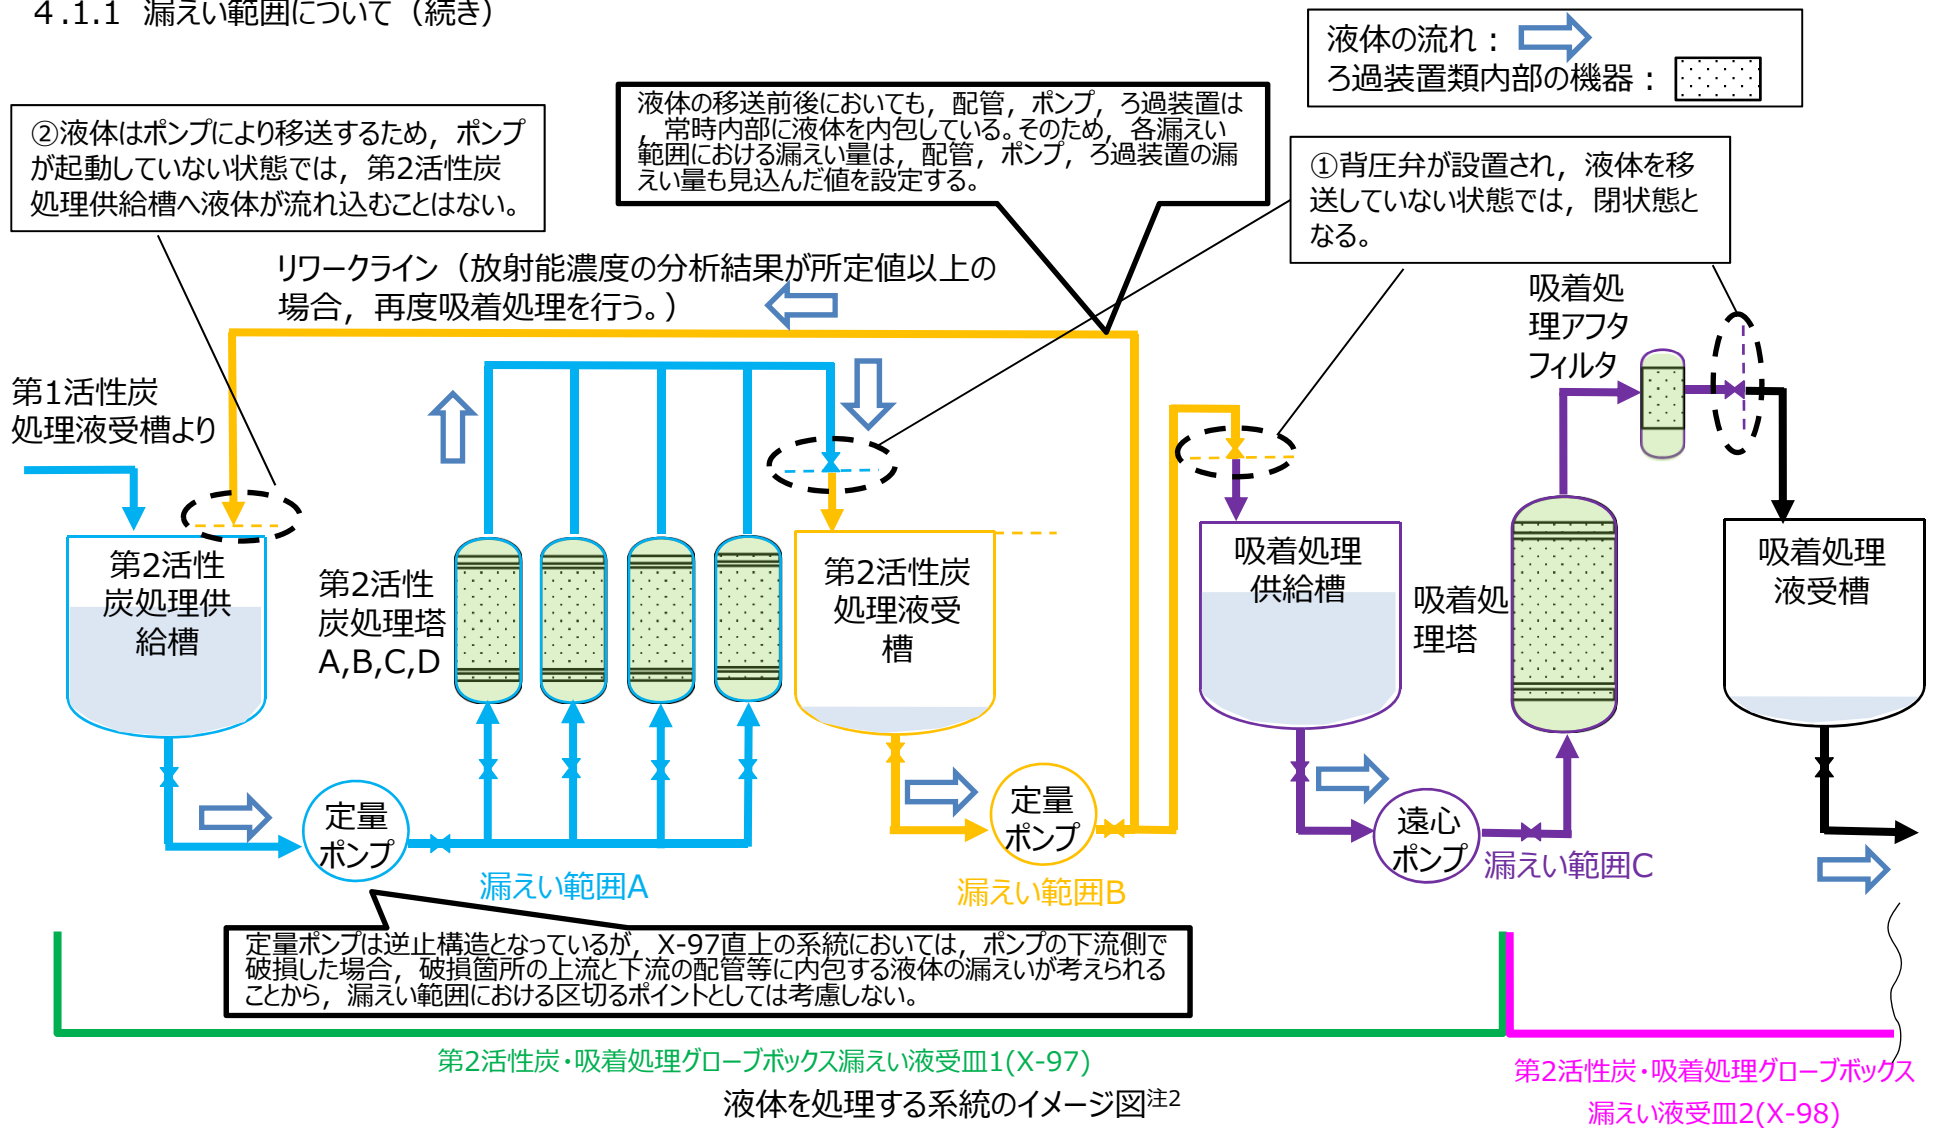 4.1.1 漏えい範囲について（続き）
液体の流れ：
ろ過装置類内部の機器：
②液体はポンプにより移送するため，ポンプ
が起動していない状態では，第2活性炭
処理供給槽へ液体が流れ込むことはない。
液体の移送前後においても，配管，ポンプ，ろ過装置は
，常時内部に液体を内包している。そのため，各漏えい
範囲における漏えい量は，配管，ポンプ，ろ過装置の漏
えい量も見込んだ値を設定する。
①背圧弁が設置され，液体を移
送していない状態では，閉状態と
なる。
リワークライン（放射能濃度の分析結果が所定値以上の
場合，再度吸着処理を行う。）
吸着処
理アフタ
フィルタ
第1活性炭
処理液受槽より
第2活性
炭処理供
給槽
第2活性
炭処理塔
A,B,C,D
第2活性炭
処理液受
槽
吸着処理
供給槽
吸着処
理塔
吸着処理
液受槽
定量
ポンプ
定量
ポンプ
遠心
ポンプ
漏えい範囲A
漏えい範囲B
漏えい範囲C
定量ポンプは逆止構造となっているが，X-97直上の系統においては，ポンプの下流側で
破損した場合，破損箇所の上流と下流の配管等に内包する液体の漏えいが考えられる
ことから，漏えい範囲における区切るポイントとしては考慮しない。
第2活性炭・吸着処理グローブボックス漏えい液受皿1(X-97)
第2活性炭・吸着処理グローブボックス
漏えい液受皿2(X-98)
液体を処理する系統のイメージ図注2